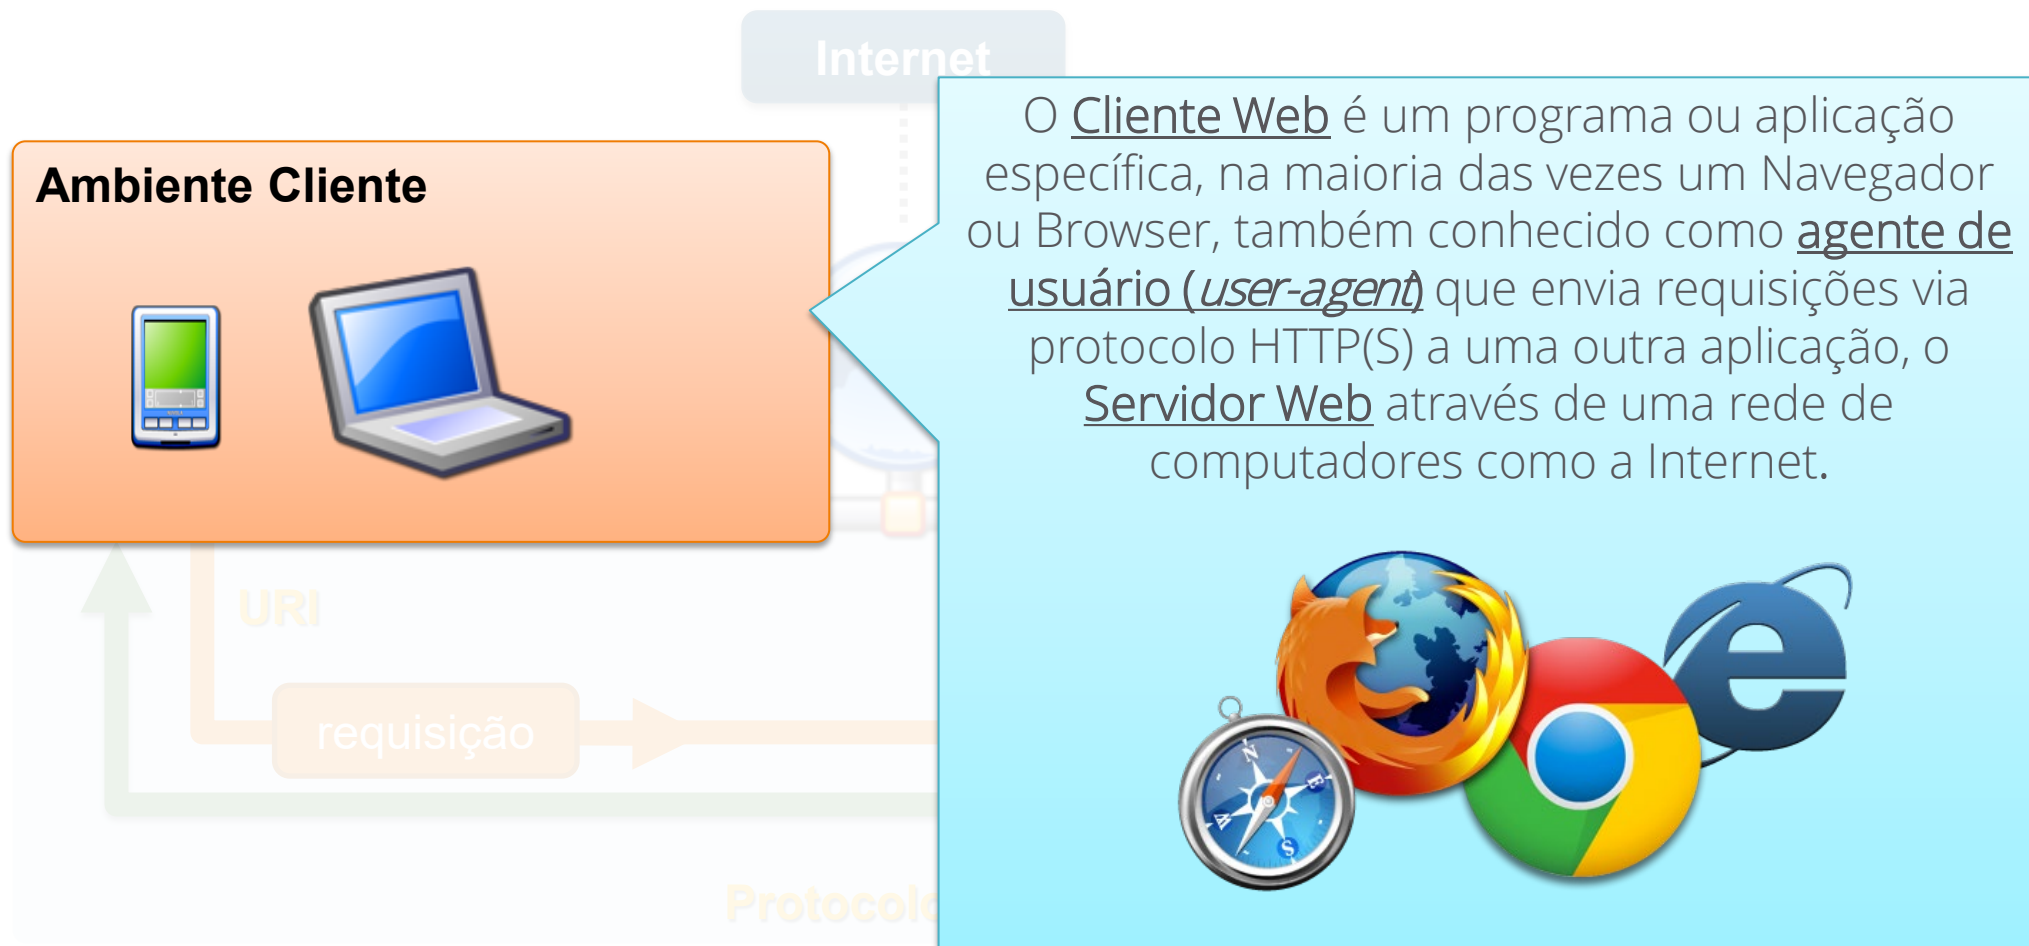 Internet
Ambiente Cliente
O Cliente Web é um programa ou aplicação
específica, na maioria das vezes um Navegador
ou Browser, também conhecido como agente de
usuário (user-agent) que envia requisições via
protocolo HTTP(S) a uma outra aplicação, o
Servidor Web através de uma rede de
computadores como a Internet.
URI
requisição
N
E
W
S